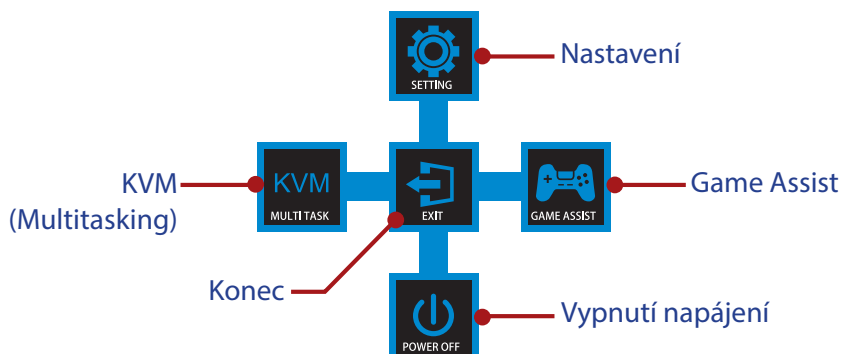 SETTING
Nastavení
KVM
(Multitasking)
KVM
MULTI TASK
EXIT
GAME ASSIST
Game Assist
Konec
POWER OFF
Vypnutí napájení